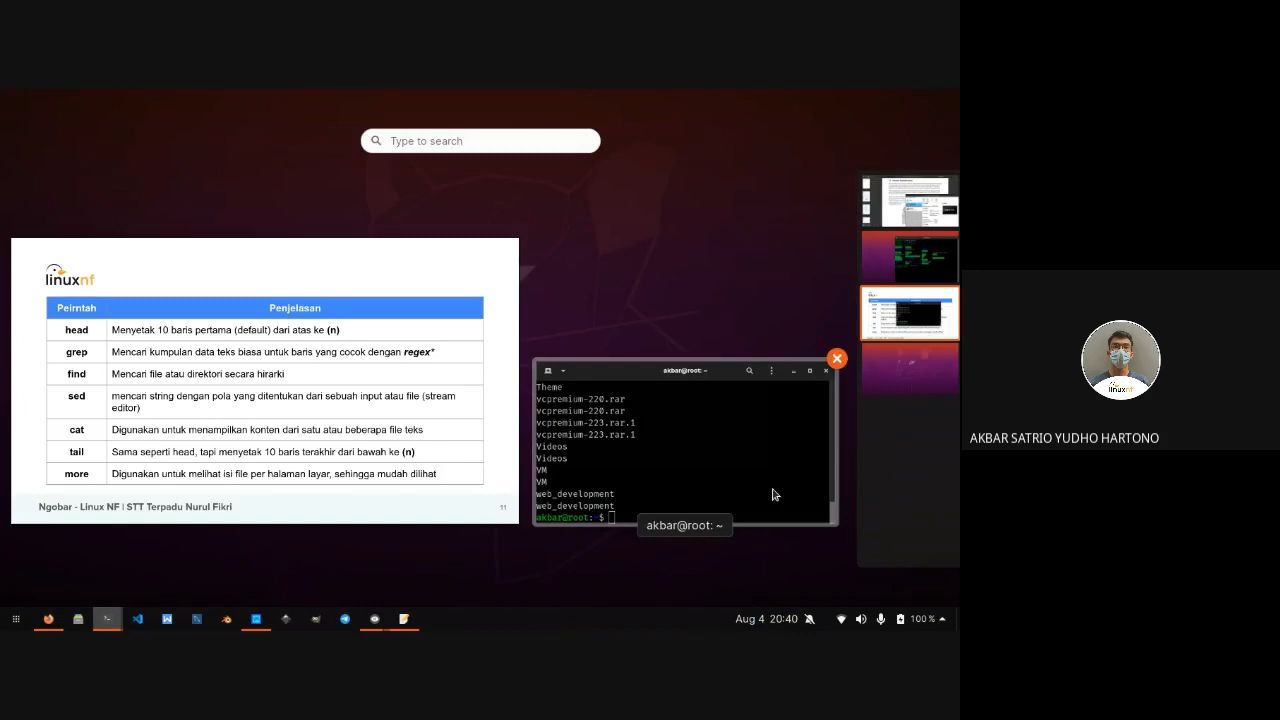 Type to search
linuxnf
Peirntah Penjelasan
head Menyetak 10 baris pertama (default) dari atas ke (n)
grep Mencari kumpulan data teks biasa untuk baris yang cocok dengan regex*
find Mencari file atau direktori secara hirarki
sed mencari string dengan pola yang ditentukan dari sebuah input atau file (stream
editor)
cat Digunakan untuk menampilkan konten dari satu atau beberapa file teks
tail Sama seperti head, tapi menyetak 10 baris terakhir dari bawah ke (n)
more Digunakan untuk melihat isi file per halaman layar, sehingga mudah dilihat
Ngobar - Linux NF | STT Terpadu Nurul Fikri 11
akbar@root: ~
Theme
vcpremium-220.rar
vcpremium-220.rar
vcpremium-223.rar.1
vcpremium-223.rar.1
Videos
Videos
VM
VM
web_development
web_development
akbar@root:~$
akbar@root: ~
Aug 4 20:40 100 %
linuxnf
AKBAR SATRIO YUDHO HARTONO